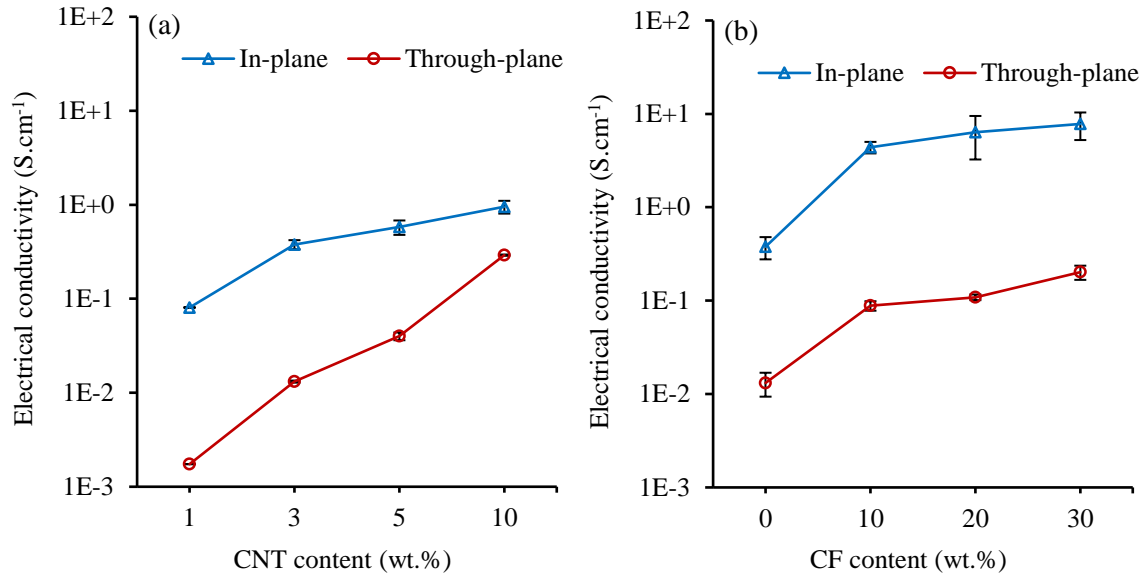 (a)
In-plane
Through-plane
Electrical conductivity (S.cm⁻¹)
1E+2
1E+1
1E+0
1E-1
1E-2
1E-3
1 3 5 10
CNT content (wt.%)
(b)
In-plane
Through-plane
Electrical conductivity (S.cm⁻¹)
1E+2
1E+1
1E+0
1E-1
1E-2
1E-3
0 10 20 30
CF content (wt.%)